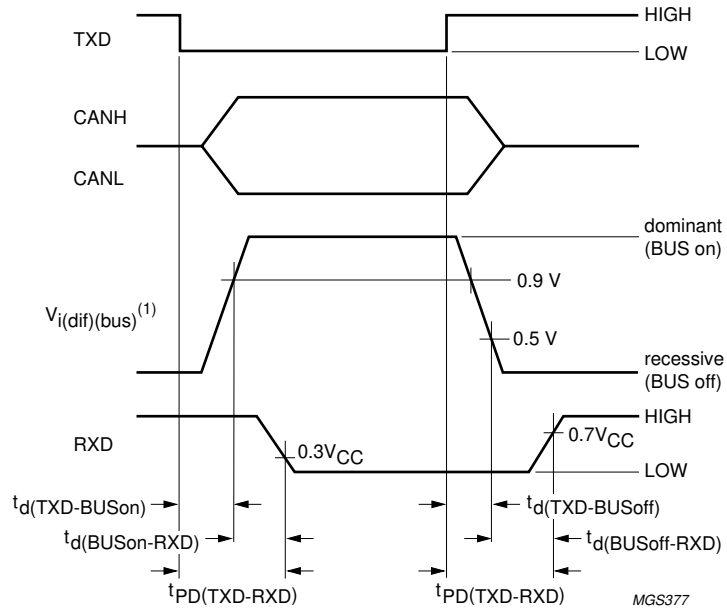 TXD
HIGH
LOW
CANH
CANL
dominant
(BUS on)
0.9 V
Vi(dif)(bus)(1)
0.5 V
recessive
(BUS off)
RXD
HIGH
0.3VCC
0.7VCC
LOW
td(TXD-BUSon)
td(TXD-BUSoff)
td(BUSon-RXD)
td(BUSoff-RXD)
tPD(TXD-RXD)
tPD(TXD-RXD)
MGS377